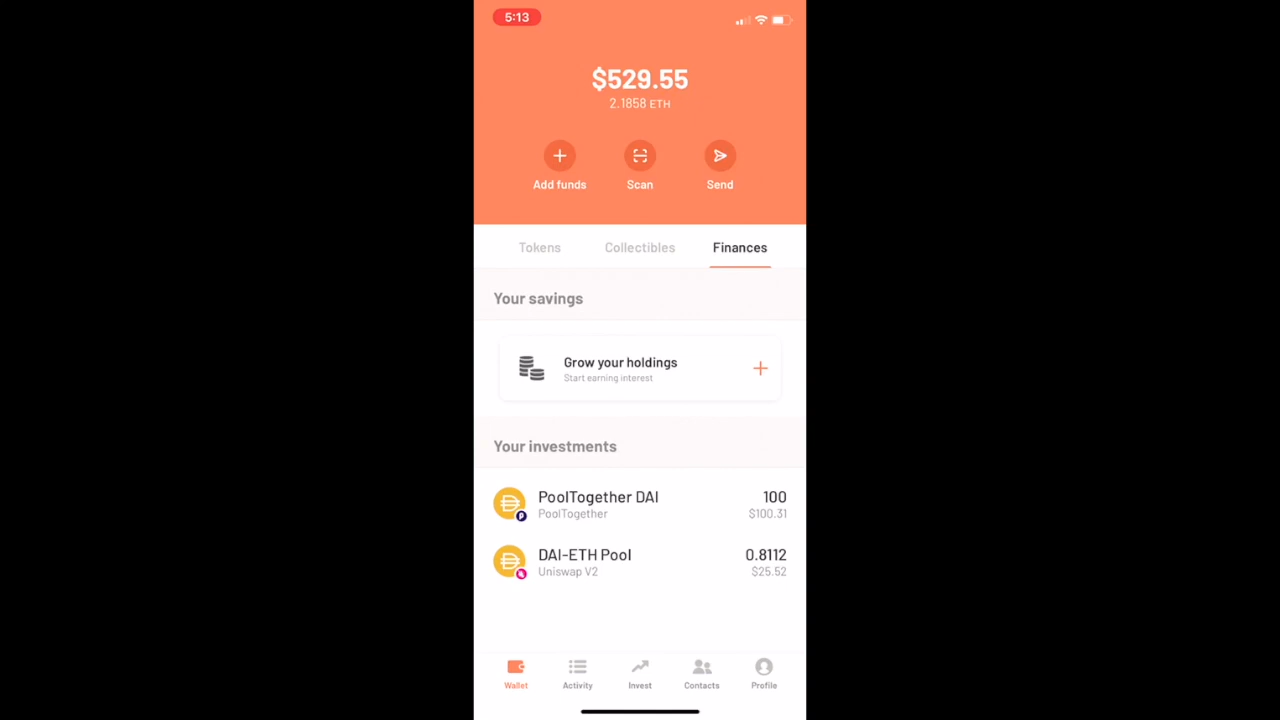 5:13
$529.55
2.1858 ETH
Add funds
Scan
Send
Tokens
Collectibles
Finances
Your savings
Grow your holdings
Start earning interest
Your investments
PoolTogether DAI
100
PoolTogether
$100.31
DAI-ETH Pool
0.8112
Uniswap V2
$25.52
Wallet
Activity
Invest
Contacts
Profile